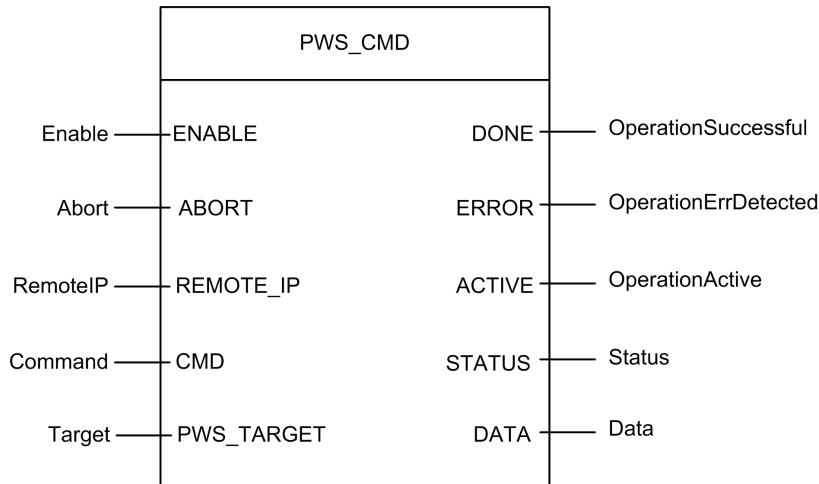 PWS_CMD
Enable ENABLE DONE OperationSuccessful
Abort ABORT ERROR OperationErrDetected
RemoteIP REMOTE_IP ACTIVE OperationActive
Command CMD STATUS Status
Target PWS_TARGET DATA Data